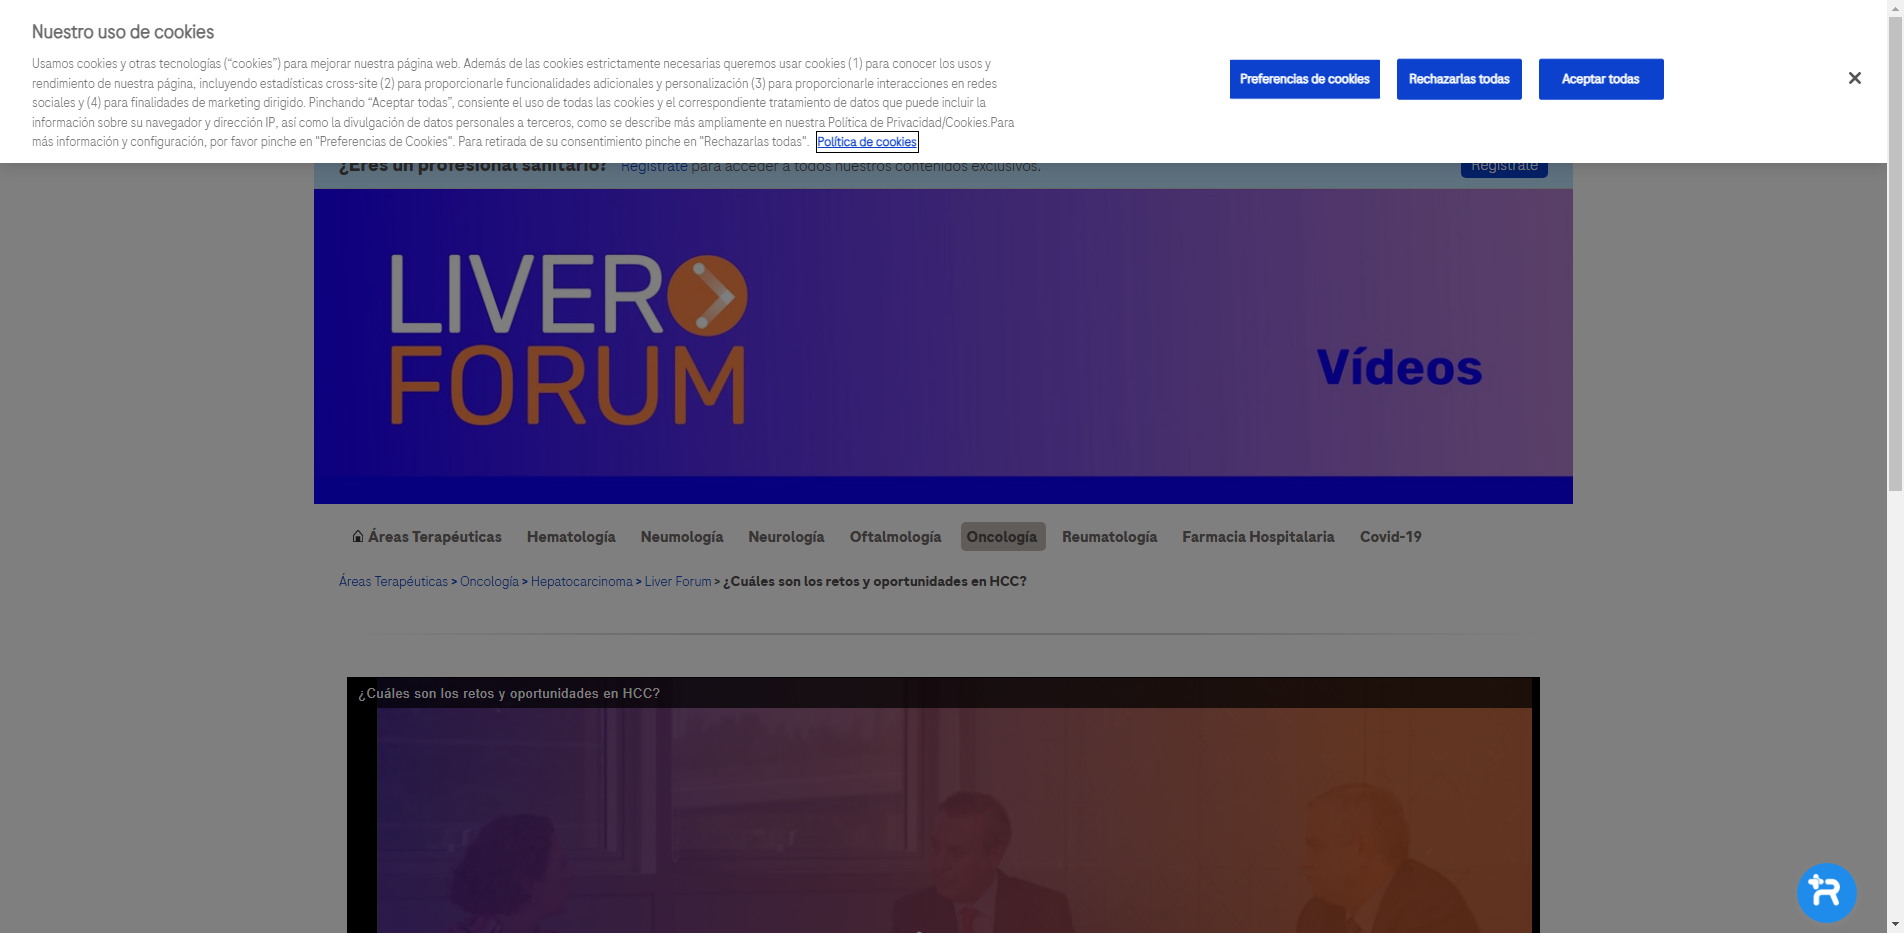 Nuestro uso de cookies
Usamos cookies y otras tecnologías (“cookies”) para mejorar nuestra página web. Además de las cookies estrictamente necesarias queremos usar cookies (1) para conocer los usos y
rendimiento de nuestra página, incluyendo estadísticas cross-site (2) para proporcionarle funcionalidades adicionales y personalización (3) para proporcionarle interacciones en redes
sociales y (4) para finalidades de marketing dirigido. Pinchando “Aceptar todas”, consiente el uso de todas las cookies y el correspondiente tratamiento de datos que puede incluir la
información sobre su navegador y dirección IP, así como la divulgación de datos personales a terceros, como se describe más ampliamente en nuestra Política de Privacidad/Cookies.Para
más información y configuración, por favor pinche en "Preferencias de Cookies". Para retirada de su consentimiento pinche en "Rechazarlas todas". Política de cookies
Preferencias de cookies Rechazarlas todas Aceptar todas
¿Eres un profesional sanitario? Regístrate para acceder a todos nuestros contenidos exclusivos. Regístrate
LIVER
FORUM
Vídeos
Áreas Terapéuticas Hematología Neumología Neurología Oftalmología Oncología Reumatología Farmacia Hospitalaria Covid-19
Áreas Terapéuticas > Oncología > Hepatocarcinoma > Liver Forum > ¿Cuáles son los retos y oportunidades en HCC?
¿Cuáles son los retos y oportunidades en HCC?